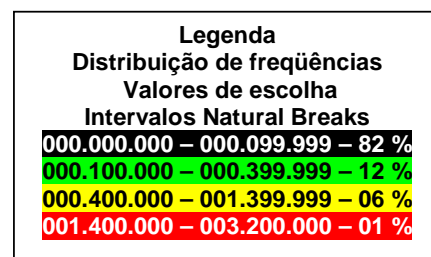 Legenda
Distribuição de freqüências
Valores de escolha
Intervalos Natural Breaks
000.000.000 – 000.099.999 – 82 %
000.100.000 – 000.399.999 – 12 %
000.400.000 – 001.399.999 – 06 %
001.400.000 – 003.200.000 – 01 %